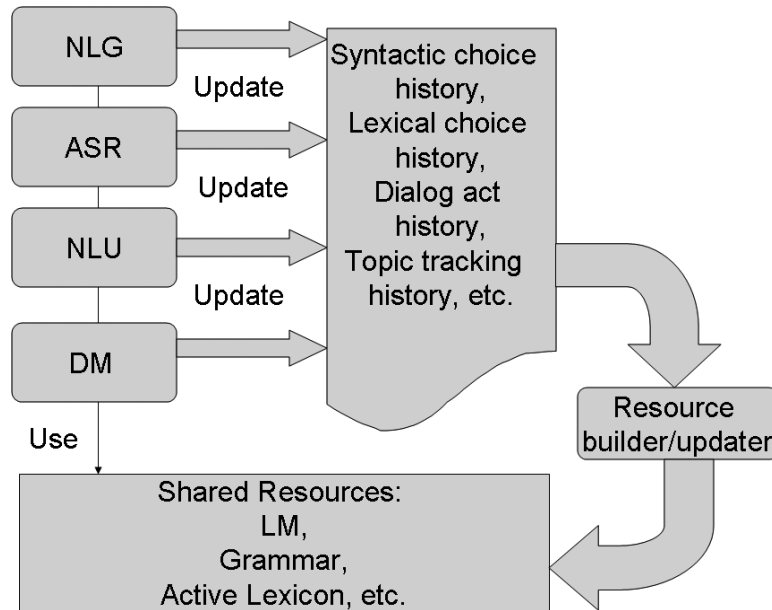 NLG
Update
ASR
Update
NLU
Update
DM
Use
Syntactic choice
history,
Lexical choice
history,
Dialog act
history,
Topic tracking
history, etc.
Resource
builder/updater
Shared Resources:
LM,
Grammar,
Active Lexicon, etc.